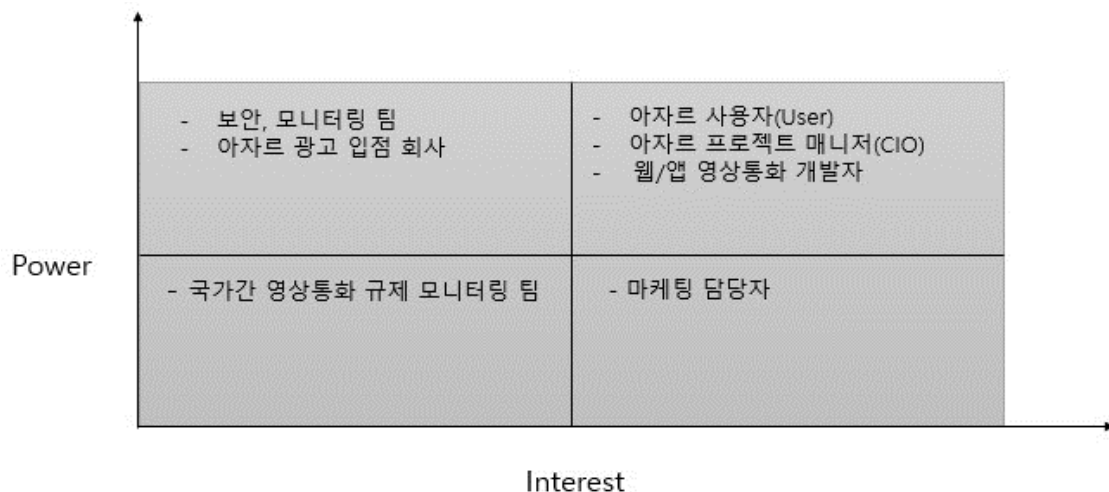 - 보안, 모니터링 팀
- 아자르 광고 입점 회사
- 아자르 사용자(User)
- 아자르 프로젝트 매니저(CIO)
- 웹/앱 영상통화 개발자
Power
- 국가간 영상통화 규제 모니터링 팀
- 마케팅 담당자
Interest